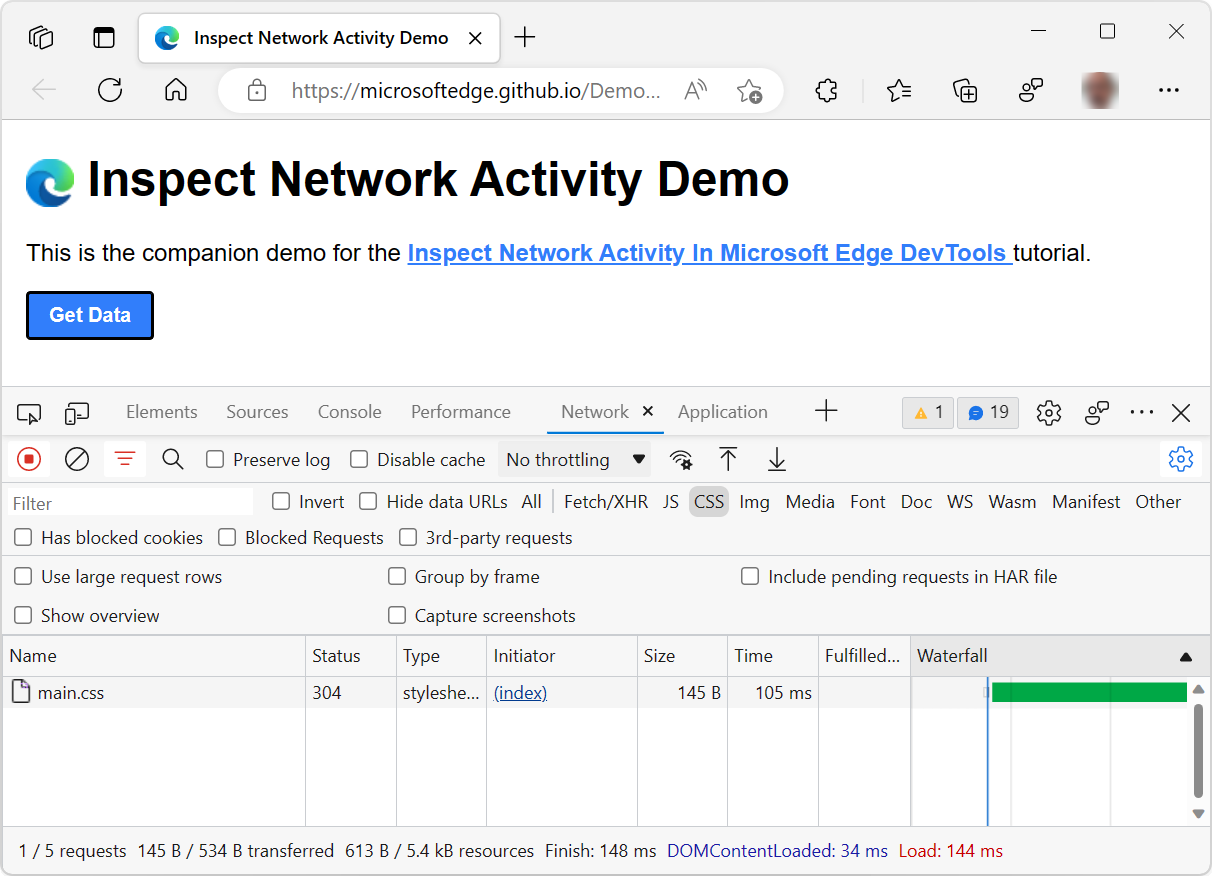 Inspect Network Activity Demo
https://microsoftedge.github.io/Demo...
Inspect Network Activity Demo
This is the companion demo for the Inspect Network Activity In Microsoft Edge DevTools tutorial.
Get Data
Elements Sources Console Performance Network Application 1 19
Preserve log Disable cache No throttling
Filter Invert Hide data URLs All Fetch/XHR JS CSS Img Media Font Doc WS Wasm Manifest Other
Has blocked cookies Blocked Requests 3rd-party requests
Use large request rows Group by frame Include pending requests in HAR file
Show overview Capture screenshots
Name Status Type Initiator Size Time Fulfilled... Waterfall
main.css 304 styleshe... (index) 145 B 105 ms
1 / 5 requests 145 B / 534 B transferred 613 B / 5.4 kB resources Finish: 148 ms DOMContentLoaded: 34 ms Load: 144 ms